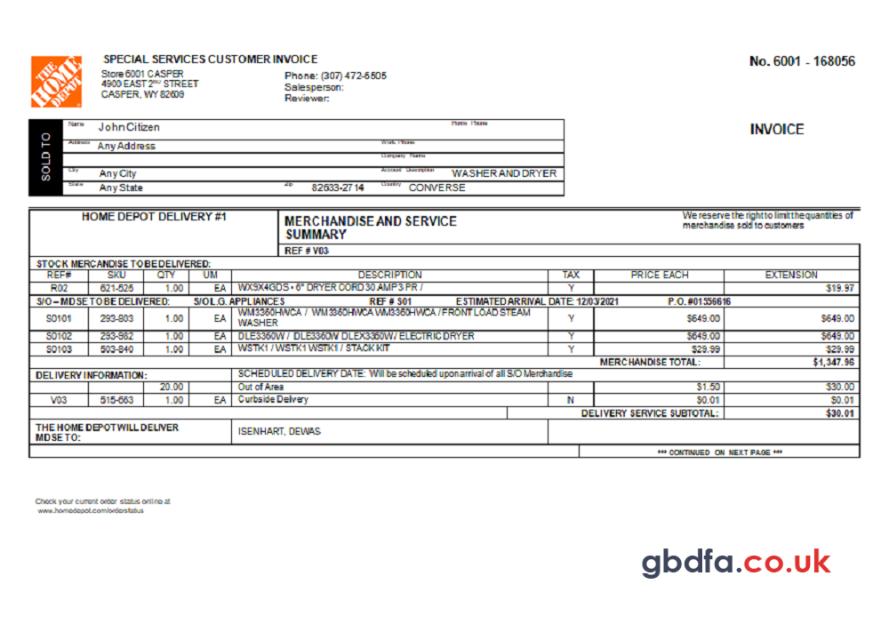 THE
HOME
DEPOT
SPECIAL SERVICES CUSTOMER INVOICE
No. 6001 - 168056
Store 6001 CASPER
4900 EAST 2ND STREET
CASPER, WY 82609
Phone: (307) 472-5505
Salesperson:
Reviewer:
INVOICE
SOLD TO
Name John Citizen Home Phone
Address Any Address Work Phone
Company Name
City Any City Account Description WASHER AND DRYER
State Any State Zip 82633-2714 Country CONVERSE
HOME DEPOT DELIVERY #1
MERCHANDISE AND SERVICE
SUMMARY
We reserve the right to limit the quantities of
merchandise sold to customers
REF # V03
STOCK MERCANDISE TO BE DELIVERED:
REF# SKU QTY UM DESCRIPTION TAX PRICE EACH EXTENSION
R02 621-525 1.00 EA WX9X4GDS - 6" DRYER CORD 30 AMP 3 PR / Y $19.97
S/O – MDSE TO BE DELIVERED: S/O L.G. APPLIANCES REF # S01 ESTIMATED ARRIVAL DATE: 12/03/2021 P.O. #01356616
S0101 293-803 1.00 EA WM3360HWCA / WM3360HWCA WM3360HWCA / FRONT LOAD STEAM
WASHER Y $649.00 $649.00
S0102 293-962 1.00 EA DLE3360W / DLE3360W DLEX3360W / ELECTRIC DRYER Y $649.00 $649.00
S0103 503-840 1.00 EA WSTK1 / WSTK1 WSTK1 / STACK KIT Y $29.99 $29.99
MERCHANDISE TOTAL: $1,347.96
DELIVERY INFORMATION: SCHEDULED DELIVERY DATE: Will be scheduled upon arrival of all S/O Merchandise
20.00 Out of Area $1.50 $30.00
V03 515-663 1.00 EA Curbside Delivery N $0.01 $0.01
DELIVERY SERVICE SUBTOTAL: $30.01
THE HOME DEPOT WILL DELIVER
MDSE TO:
ISENHART, DEWAS
*** CONTINUED ON NEXT PAGE ***
Check your current order status online at
www.homedepot.com/orderstatus
gbdfa.co.uk